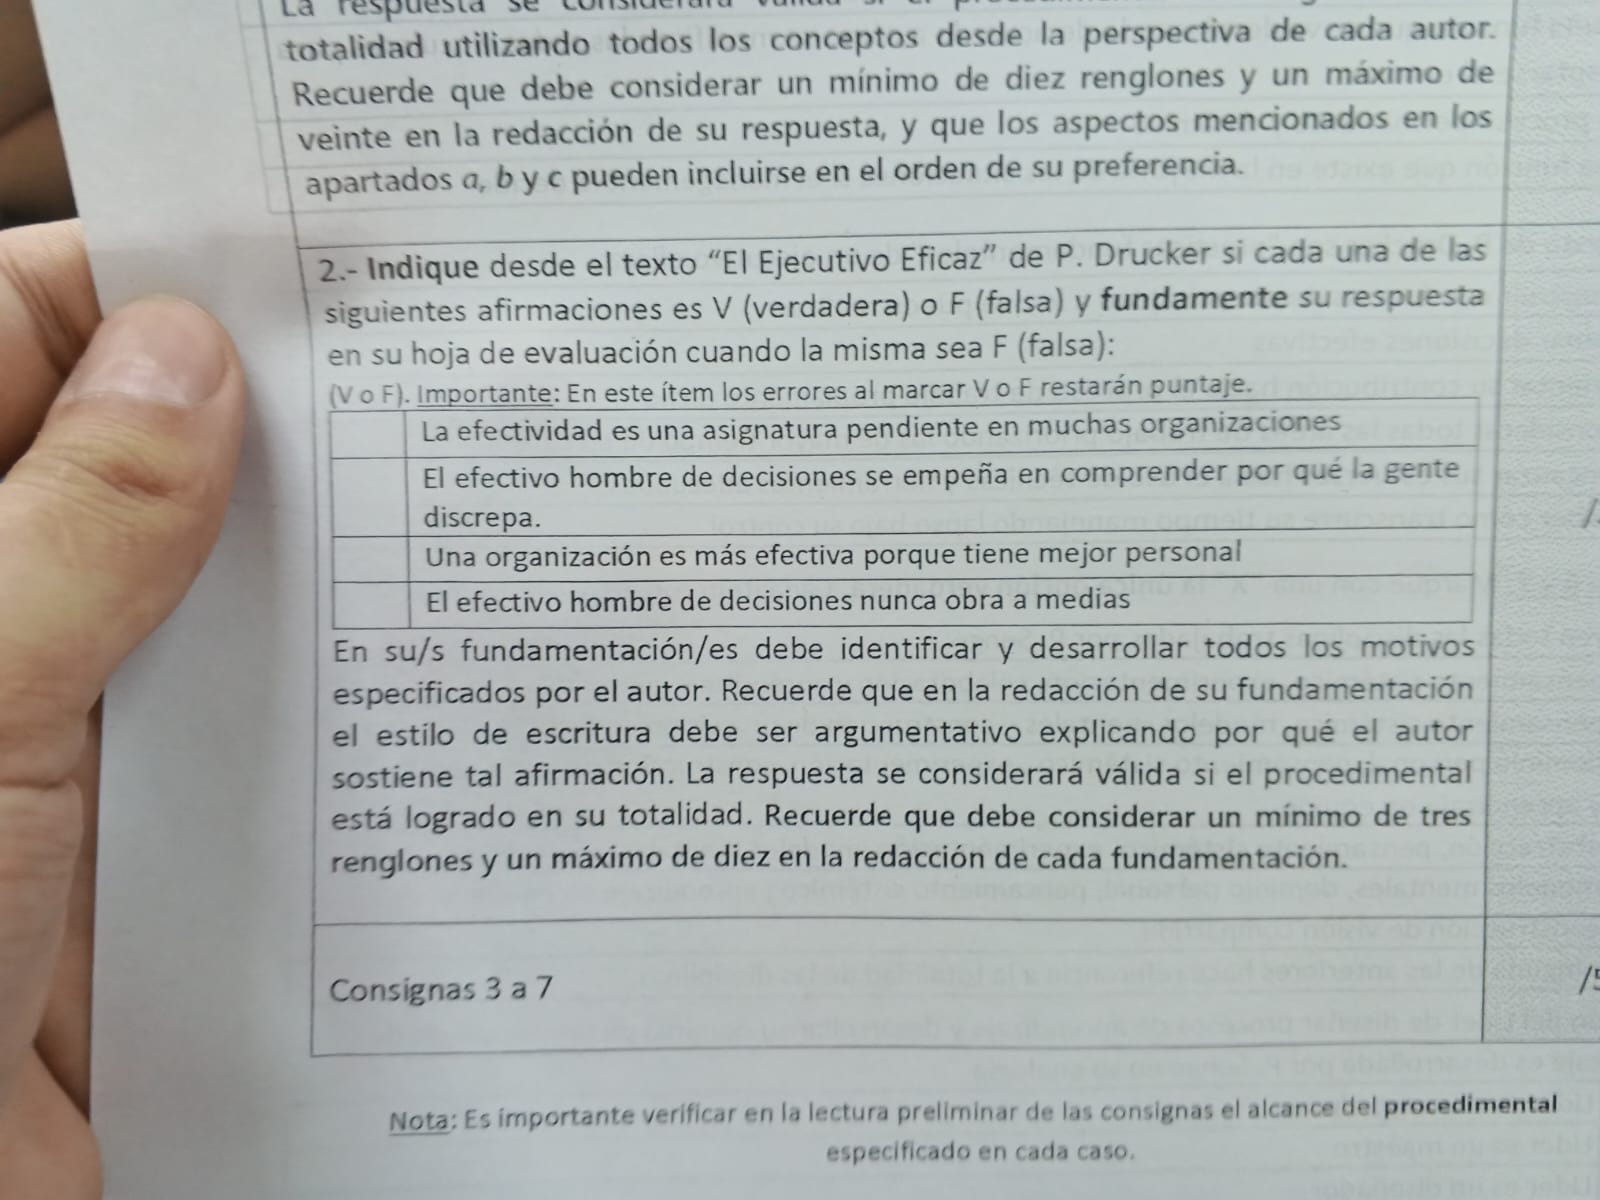 La respuesta se considerará válida si el
totalidad utilizando todos los conceptos desde la perspectiva de cada autor.
Recuerde que debe considerar un mínimo de diez renglones y un máximo de
veinte en la redacción de su respuesta, y que los aspectos mencionados en los
apartados a, b y c pueden incluirse en el orden de su preferencia.
2.- Indique desde el texto “El Ejecutivo Eficaz” de P. Drucker si cada una de las
siguientes afirmaciones es V (verdadera) o F (falsa) y fundamente su respuesta
en su hoja de evaluación cuando la misma sea F (falsa):
(V o F). Importante: En este ítem los errores al marcar V o F restarán puntaje.
La efectividad es una asignatura pendiente en muchas organizaciones
El efectivo hombre de decisiones se empeña en comprender por qué la gente
discrepa.
Una organización es más efectiva porque tiene mejor personal
El efectivo hombre de decisiones nunca obra a medias
En su/s fundamentación/es debe identificar y desarrollar todos los motivos
especificados por el autor. Recuerde que en la redacción de su fundamentación
el estilo de escritura debe ser argumentativo explicando por qué el autor
sostiene tal afirmación. La respuesta se considerará válida si el procedimental
está logrado en su totalidad. Recuerde que debe considerar un mínimo de tres
renglones y un máximo de diez en la redacción de cada fundamentación.
Consignas 3 a 7
Nota: Es importante verificar en la lectura preliminar de las consignas el alcance del procedimental
especificado en cada caso.